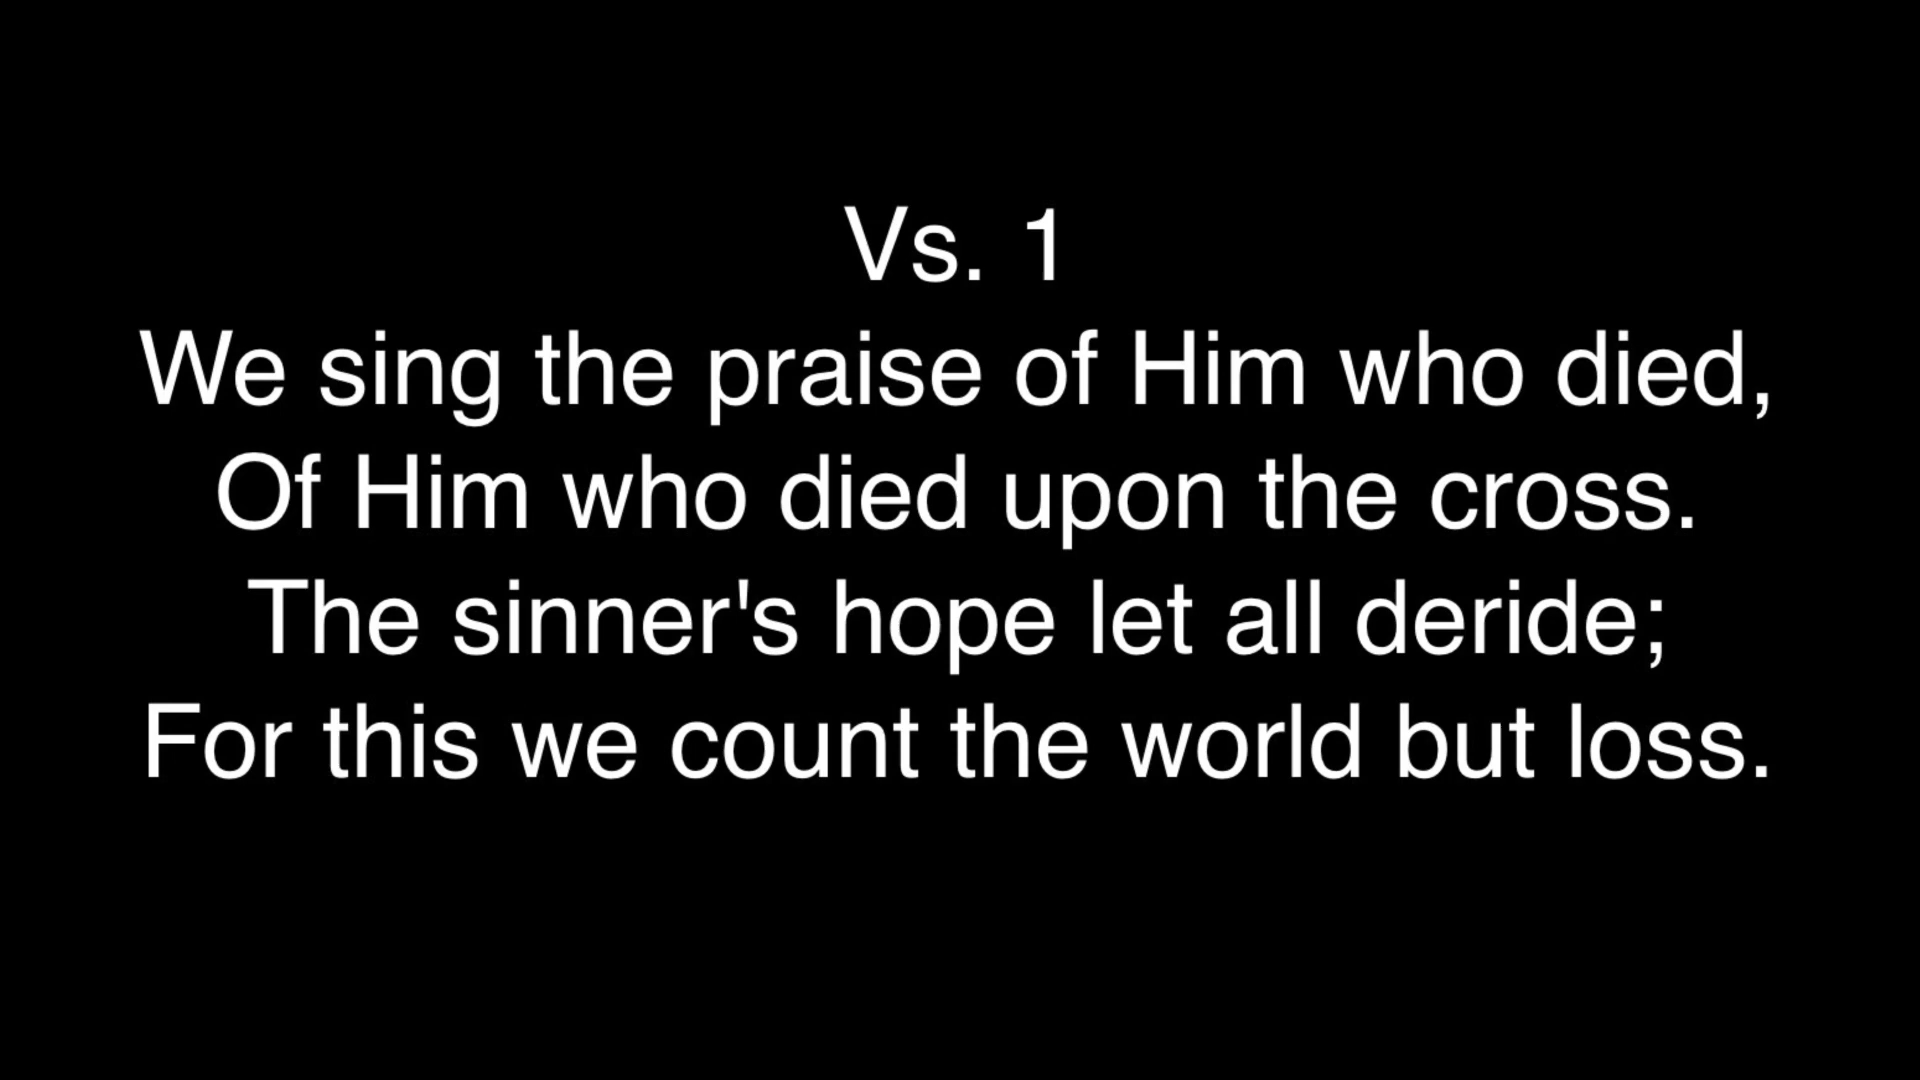 Vs. 1
We sing the praise of Him who died,
Of Him who died upon the cross.
The sinner's hope let all deride;
For this we count the world but loss.